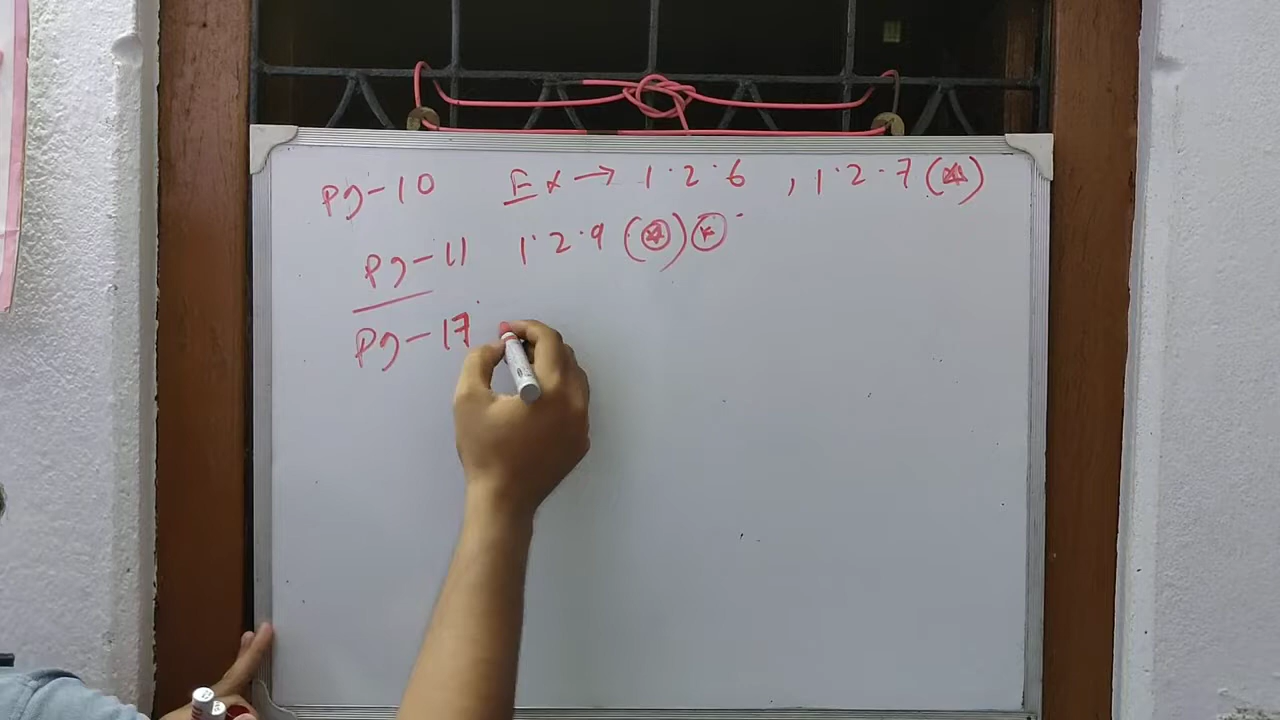 Pg-10 Ex → 1.2.6 , 1.2.7 (*)
Pg-11 1.2.9 (*) *
Pg-17